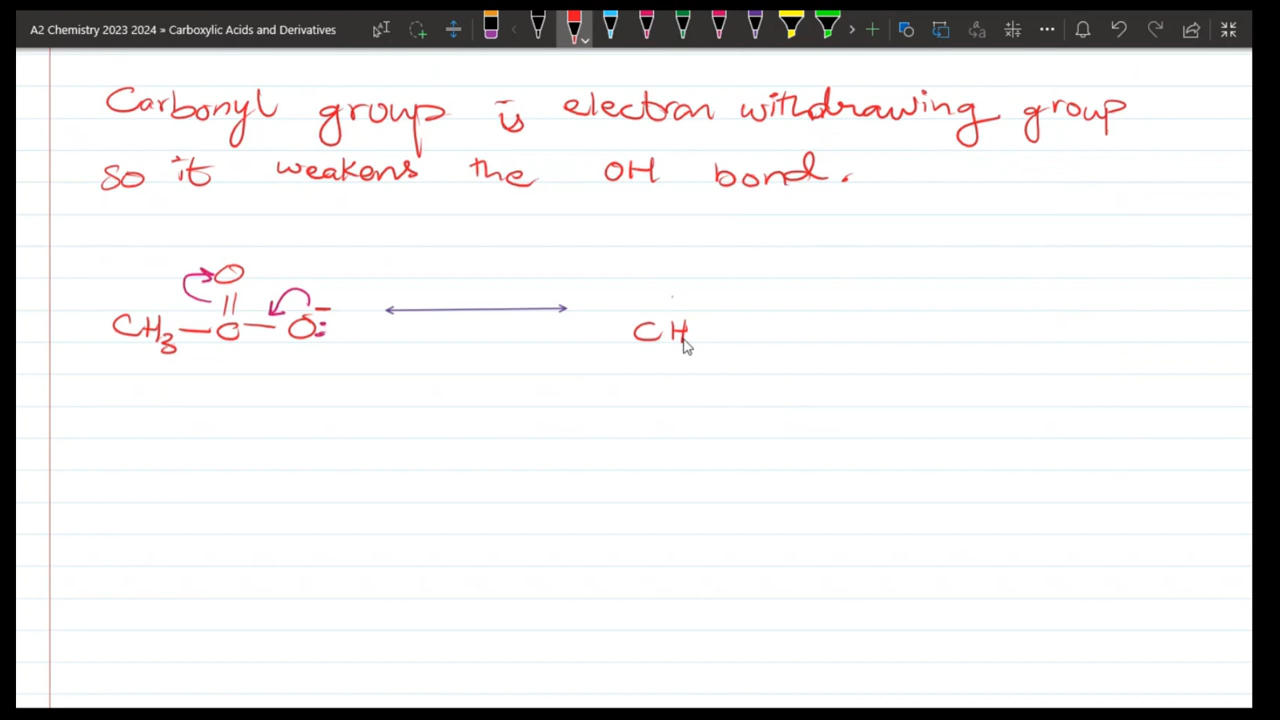 A2 Chemistry 2023 2024 » Carboxylic Acids and Derivatives
Carbonyl group is electron withdrawing group
so it weakens the OH bond.
O
||
CH3—C—O:−
CH